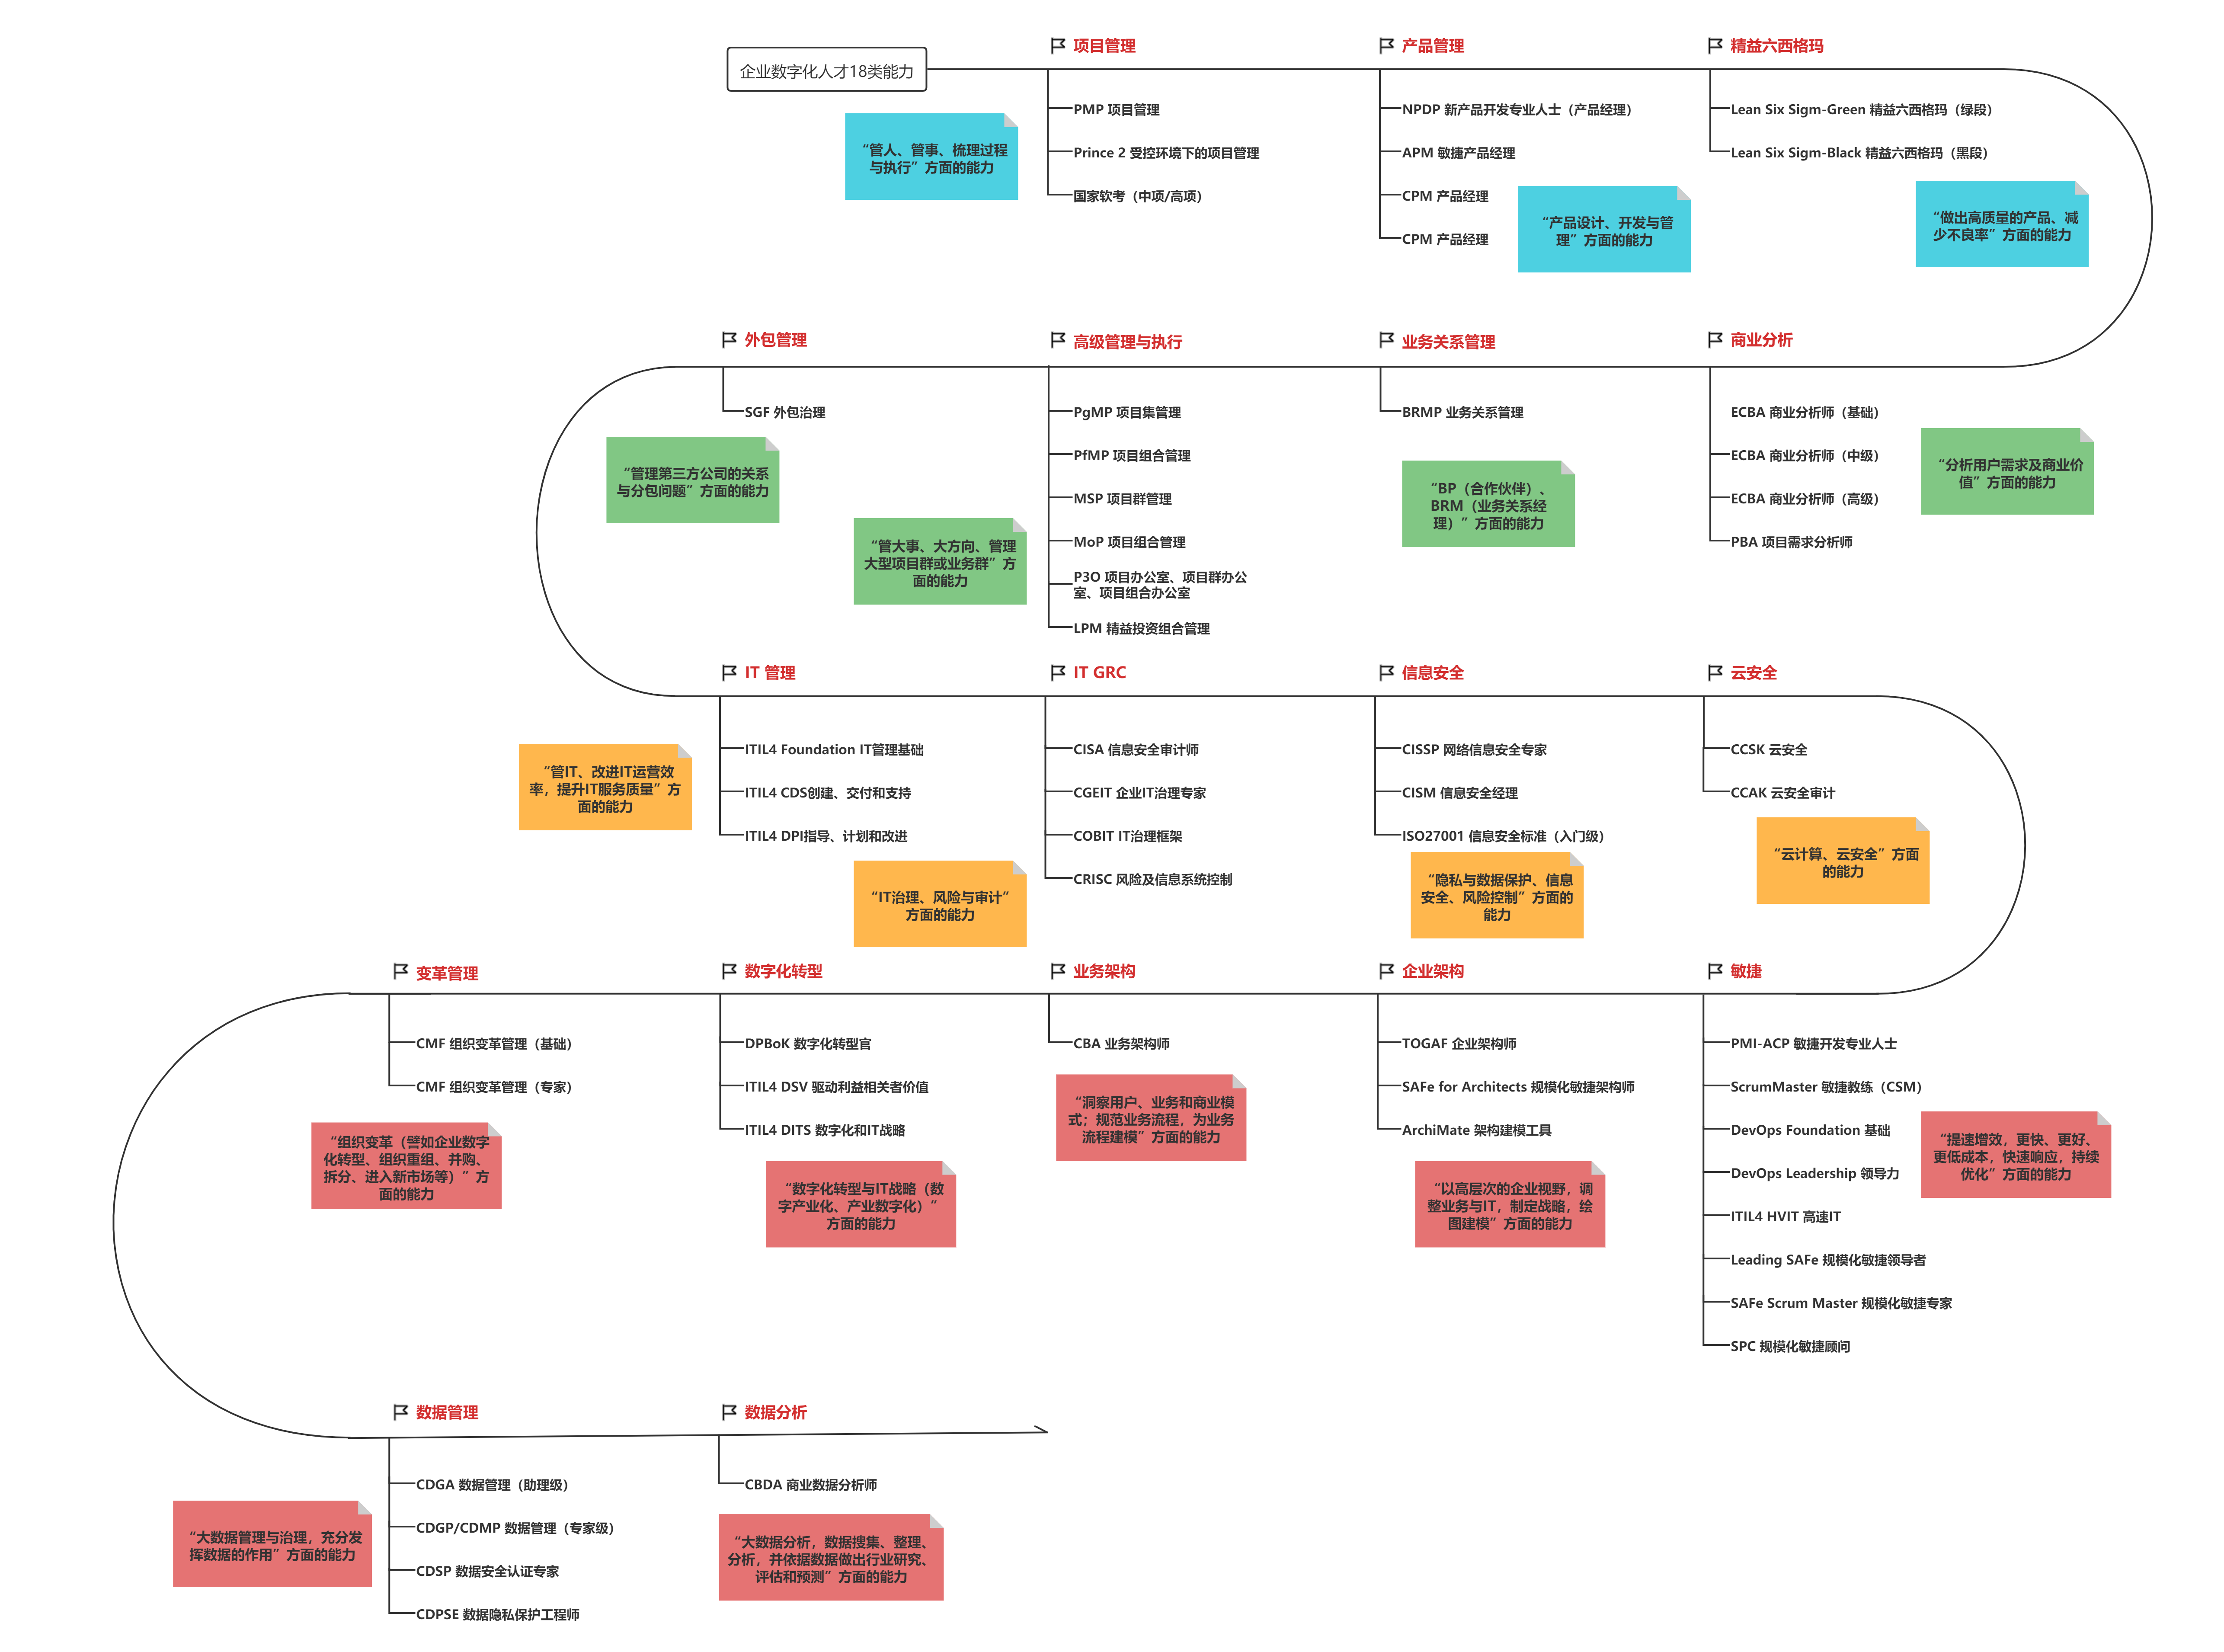 企业数字化人才18类能力
项目管理
PMP 项目管理
Prince 2 受控环境下的项目管理
国家软考（中项/高项）
“管人、管事、梳理过程
与执行”方面的能力
产品管理
NPDP 新产品开发专业人士（产品经理）
APM 敏捷产品经理
CPM 产品经理
CPM 产品经理
“产品设计、开发与管
理”方面的能力
精益六西格玛
Lean Six Sigm-Green 精益六西格玛（绿段）
Lean Six Sigm-Black 精益六西格玛（黑段）
“做出高质量的产品、减
少不良率”方面的能力
外包管理
SGF 外包治理
“管理第三方公司的关系
与分包问题”方面的能力
高级管理与执行
PgMP 项目集管理
PfMP 项目组合管理
MSP 项目群管理
MoP 项目组合管理
P3O 项目办公室、项目群办公
室、项目组合办公室
LPM 精益投资组合管理
“管大事、大方向、管理
大型项目群或业务群”方
面的能力
业务关系管理
BRMP 业务关系管理
“BP（合作伙伴）、
BRM（业务关系经
理）”方面的能力
商业分析
ECBA 商业分析师（基础）
ECBA 商业分析师（中级）
ECBA 商业分析师（高级）
PBA 项目需求分析师
“分析用户需求及商业价
值”方面的能力
IT 管理
ITIL4 Foundation IT管理基础
ITIL4 CDS创建、交付和支持
ITIL4 DPI指导、计划和改进
“管IT、改进IT运营效
率，提升IT服务质量”方
面的能力
IT GRC
CISA 信息安全审计师
CGEIT 企业IT治理专家
COBIT IT治理框架
CRISC 风险及信息系统控制
“IT治理、风险与审计”
方面的能力
信息安全
CISSP 网络信息安全专家
CISM 信息安全经理
ISO27001 信息安全标准（入门级）
“隐私与数据保护、信息
安全、风险控制”方面的
能力
云安全
CCSK 云安全
CCAK 云安全审计
“云计算、云安全”方面
的能力
变革管理
CMF 组织变革管理（基础）
CMF 组织变革管理（专家）
“组织变革（譬如企业数字
化转型、组织重组、并购、
拆分、进入新市场等）”方
面的能力
数字化转型
DPBoK 数字化转型官
ITIL4 DSV 驱动利益相关者价值
ITIL4 DITS 数字化和IT战略
“数字化转型与IT战略（数
字产业化、产业数字化）”
方面的能力
业务架构
CBA 业务架构师
“洞察用户、业务和商业模
式；规范业务流程，为业务
流程建模”方面的能力
企业架构
TOGAF 企业架构师
SAFe for Architects 规模化敏捷架构师
ArchiMate 架构建模工具
“以高层次的企业视野，调
整业务与IT，制定战略，绘
图建模”方面的能力
敏捷
PMI-ACP 敏捷开发专业人士
ScrumMaster 敏捷教练（CSM）
DevOps Foundation 基础
DevOps Leadership 领导力
ITIL4 HVIT 高速IT
Leading SAFe 规模化敏捷领导者
SAFe Scrum Master 规模化敏捷专家
SPC 规模化敏捷顾问
“提速增效，更快、更好、
更低成本，快速响应，持续
优化”方面的能力
数据管理
CDGA 数据管理（助理级）
CDGP/CDMP 数据管理（专家级）
CDSP 数据安全认证专家
CDPSE 数据隐私保护工程师
“大数据管理与治理，充分发
挥数据的作用”方面的能力
数据分析
CBDA 商业数据分析师
“大数据分析，数据搜集、整理、
分析，并依据数据做出行业研究、
评估和预测”方面的能力